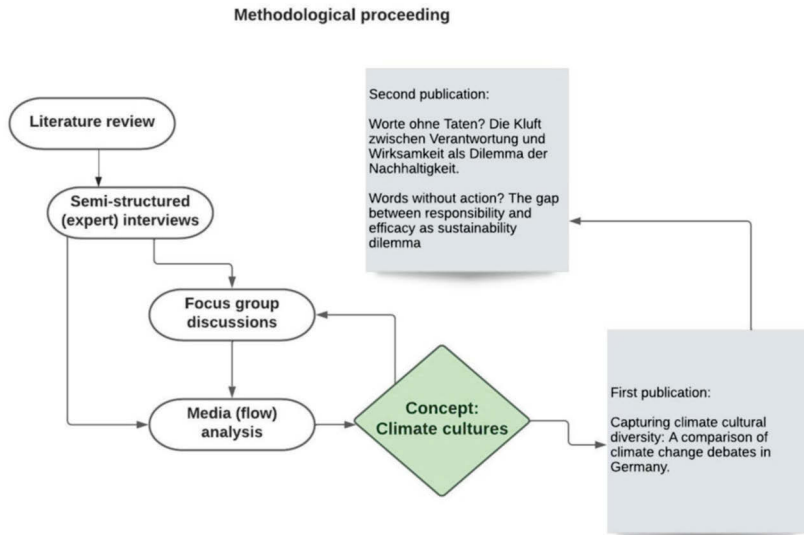 Methodological proceeding
Literature review
Semi-structured
(expert) interviews
Focus group
discussions
Media (flow)
analysis
Concept:
Climate cultures
Second publication:
Worte ohne Taten? Die Kluft
zwischen Verantwortung und
Wirksamkeit als Dilemma der
Nachhaltigkeit.
Words without action? The gap
between responsibility and
efficacy as sustainability
dilemma
First publication:
Capturing climate cultural
diversity: A comparison of
climate change debates in
Germany.